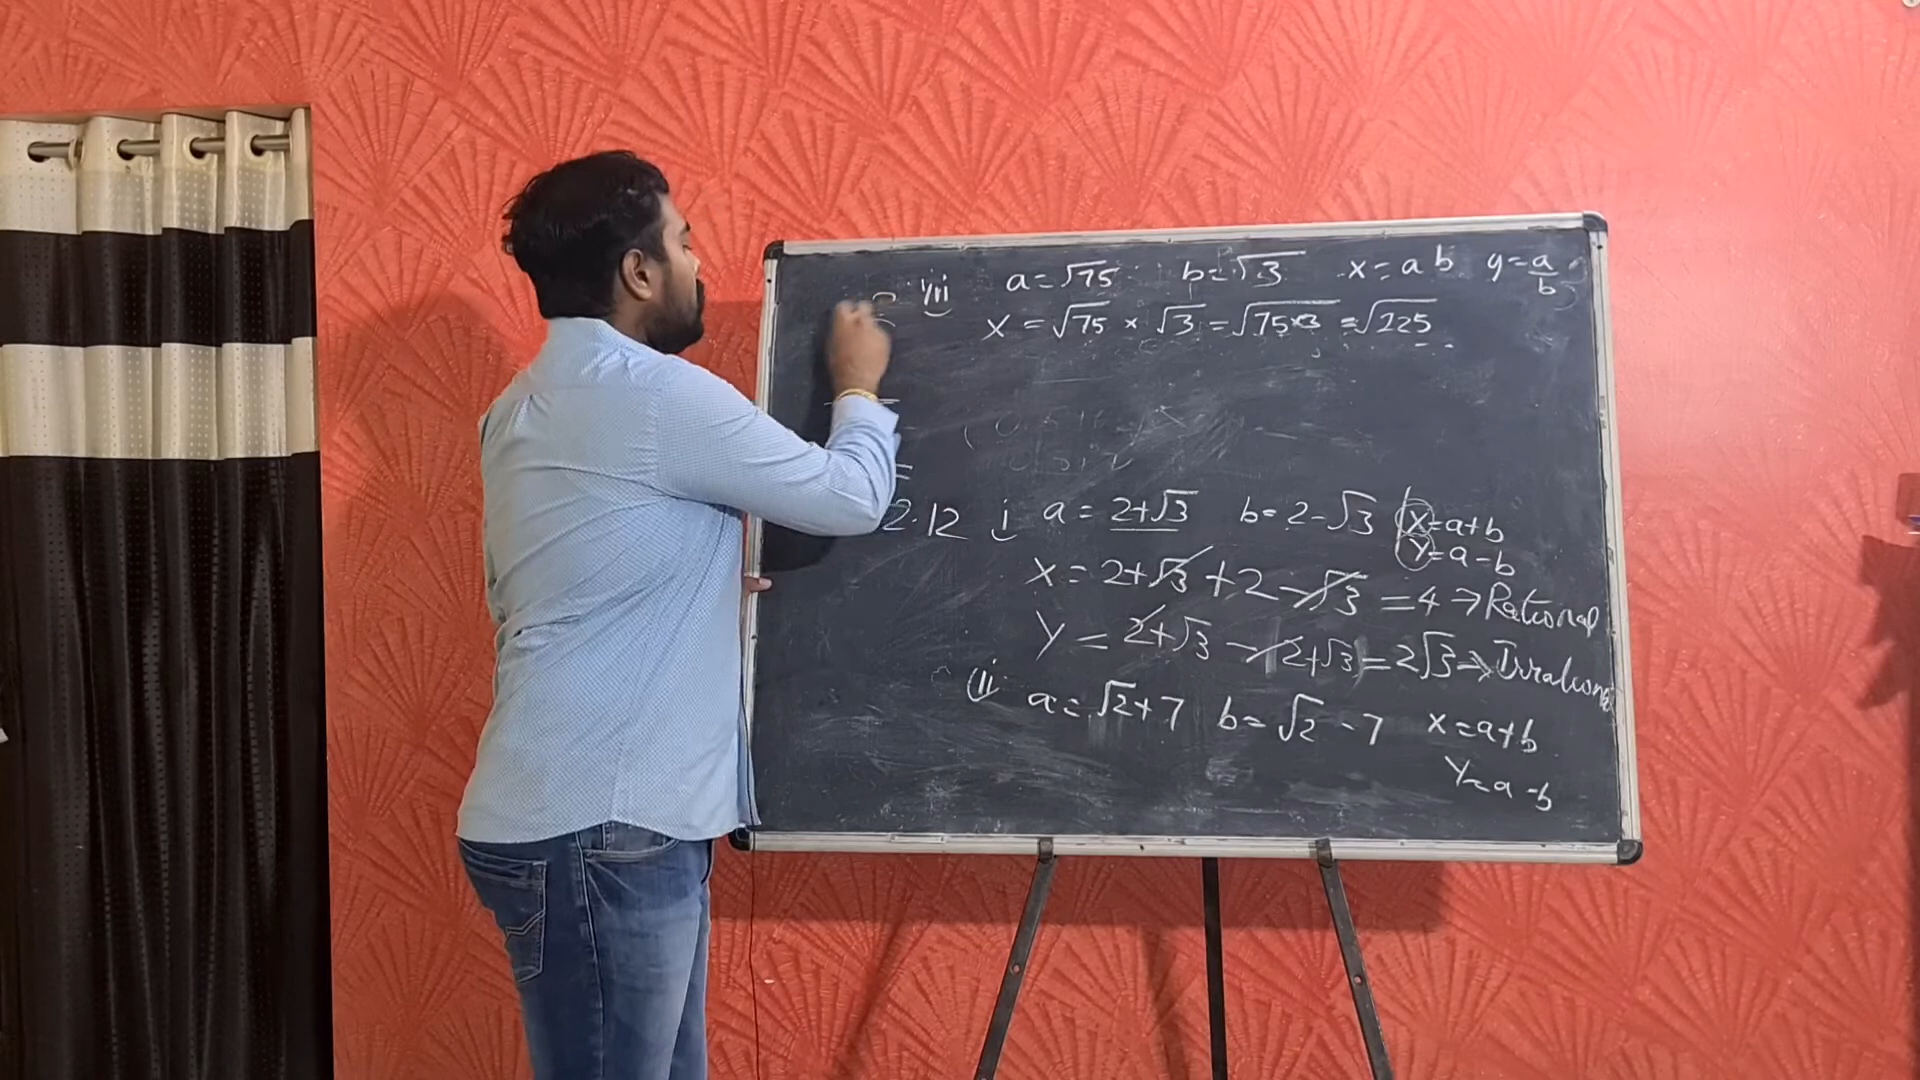 viii a = √75 b = √3 x = ab y = a/b
x = √75 × √3 = √75×3 = √225
2.12 i a = 2+√3 b = 2-√3 x = a+b
y = a-b
x = 2+√3 + 2-√3 = 4 → Rational
y = 2+√3 - 2+√3 = 2√3 → Irrational
(ii a = √2+7 b = √2-7 x = a+b
y = a-b